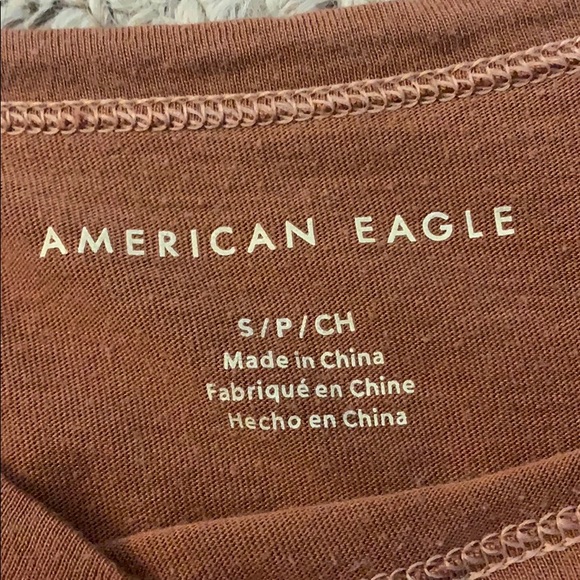 AMERICAN EAGLE
S/P/CH
Made in China
Fabriqué en Chine
Hecho en China